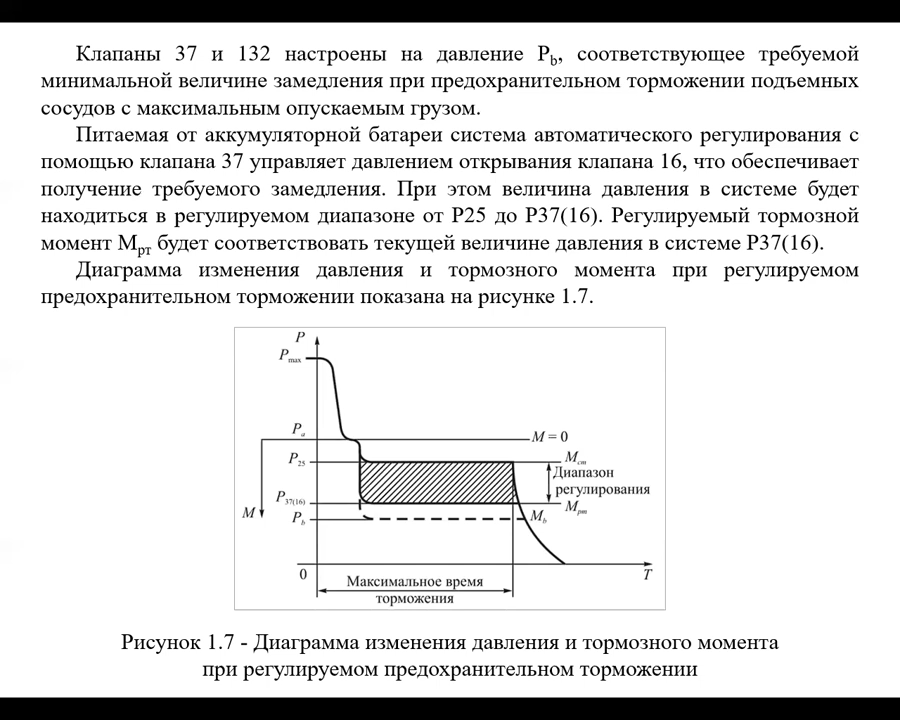 Клапаны 37 и 132 настроены на давление Pb, соответствующее требуемой
минимальной величине замедления при предохранительном торможении подъемных
сосудов с максимальным опускаемым грузом.
Питаемая от аккумуляторной батареи система автоматического регулирования с
помощью клапана 37 управляет давлением открывания клапана 16, что обеспечивает
получение требуемого замедления. При этом величина давления в системе будет
находиться в регулируемом диапазоне от P25 до P37(16). Регулируемый тормозной
момент Мрт будет соответствовать текущей величине давления в системе P37(16).
Диаграмма изменения давления и тормозного момента при регулируемом
предохранительном торможении показана на рисунке 1.7.
P
Pmax
Pa
M = 0
P25
Mст
Диапазон
регулирования
P37(16)
Mрт
M
Pb
Mb
0
T
Максимальное время
торможения
Рисунок 1.7 - Диаграмма изменения давления и тормозного момента
при регулируемом предохранительном торможении